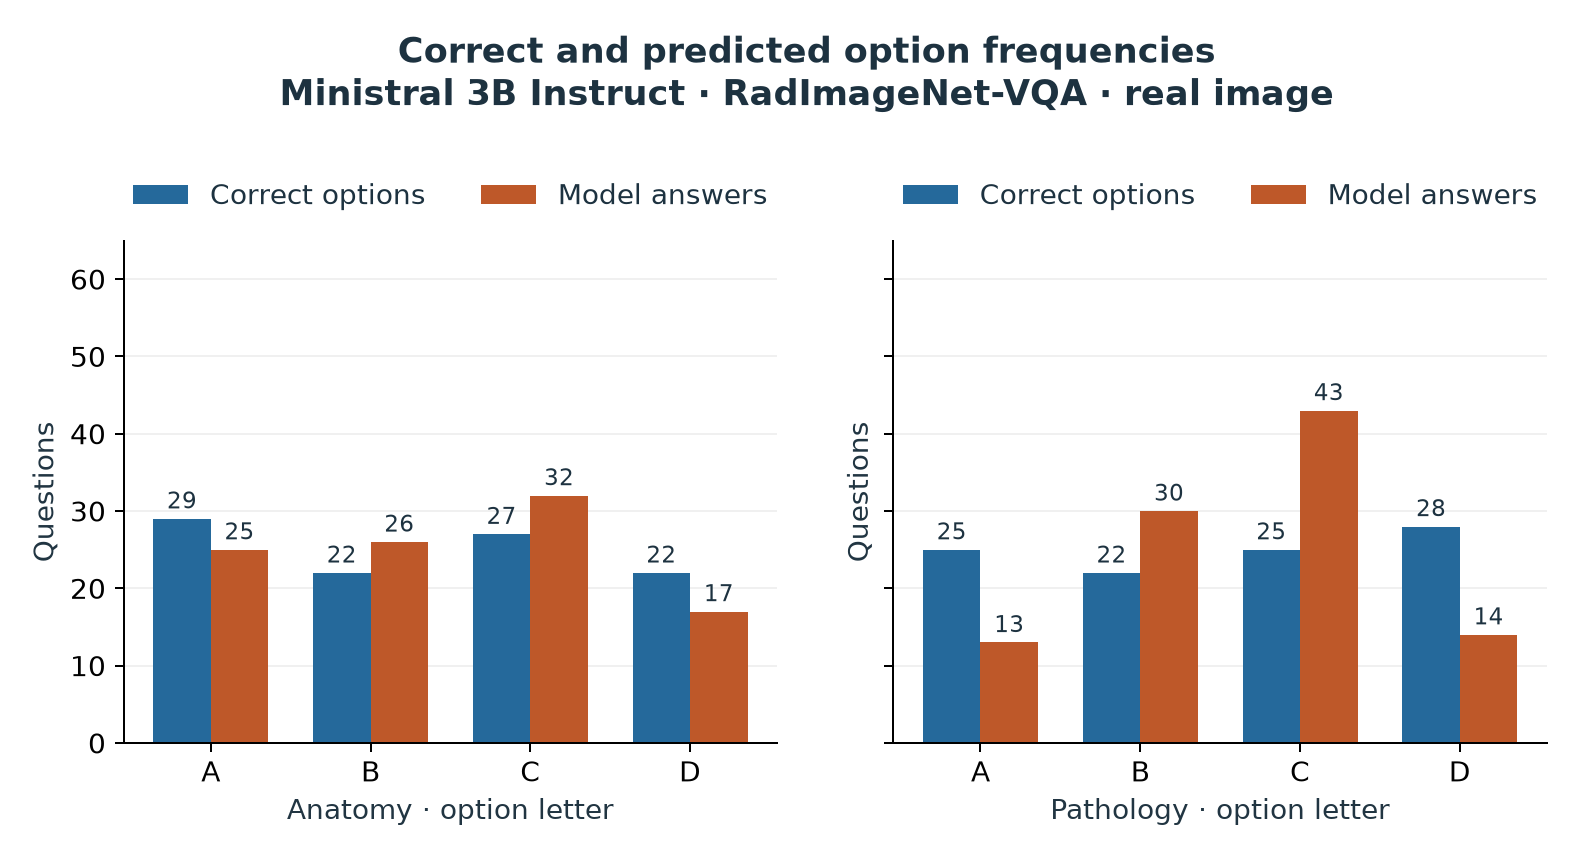 Correct and predicted option frequencies
Ministral 3B Instruct · RadImageNet-VQA · real image
Correct options Model answers
60
50
40
30
20
10
0
Questions
29 25 22 26 27 32 22 17
A B C D
Anatomy · option letter
Correct options Model answers
Questions
25 13 22 30 25 43 28 14
A B C D
Pathology · option letter